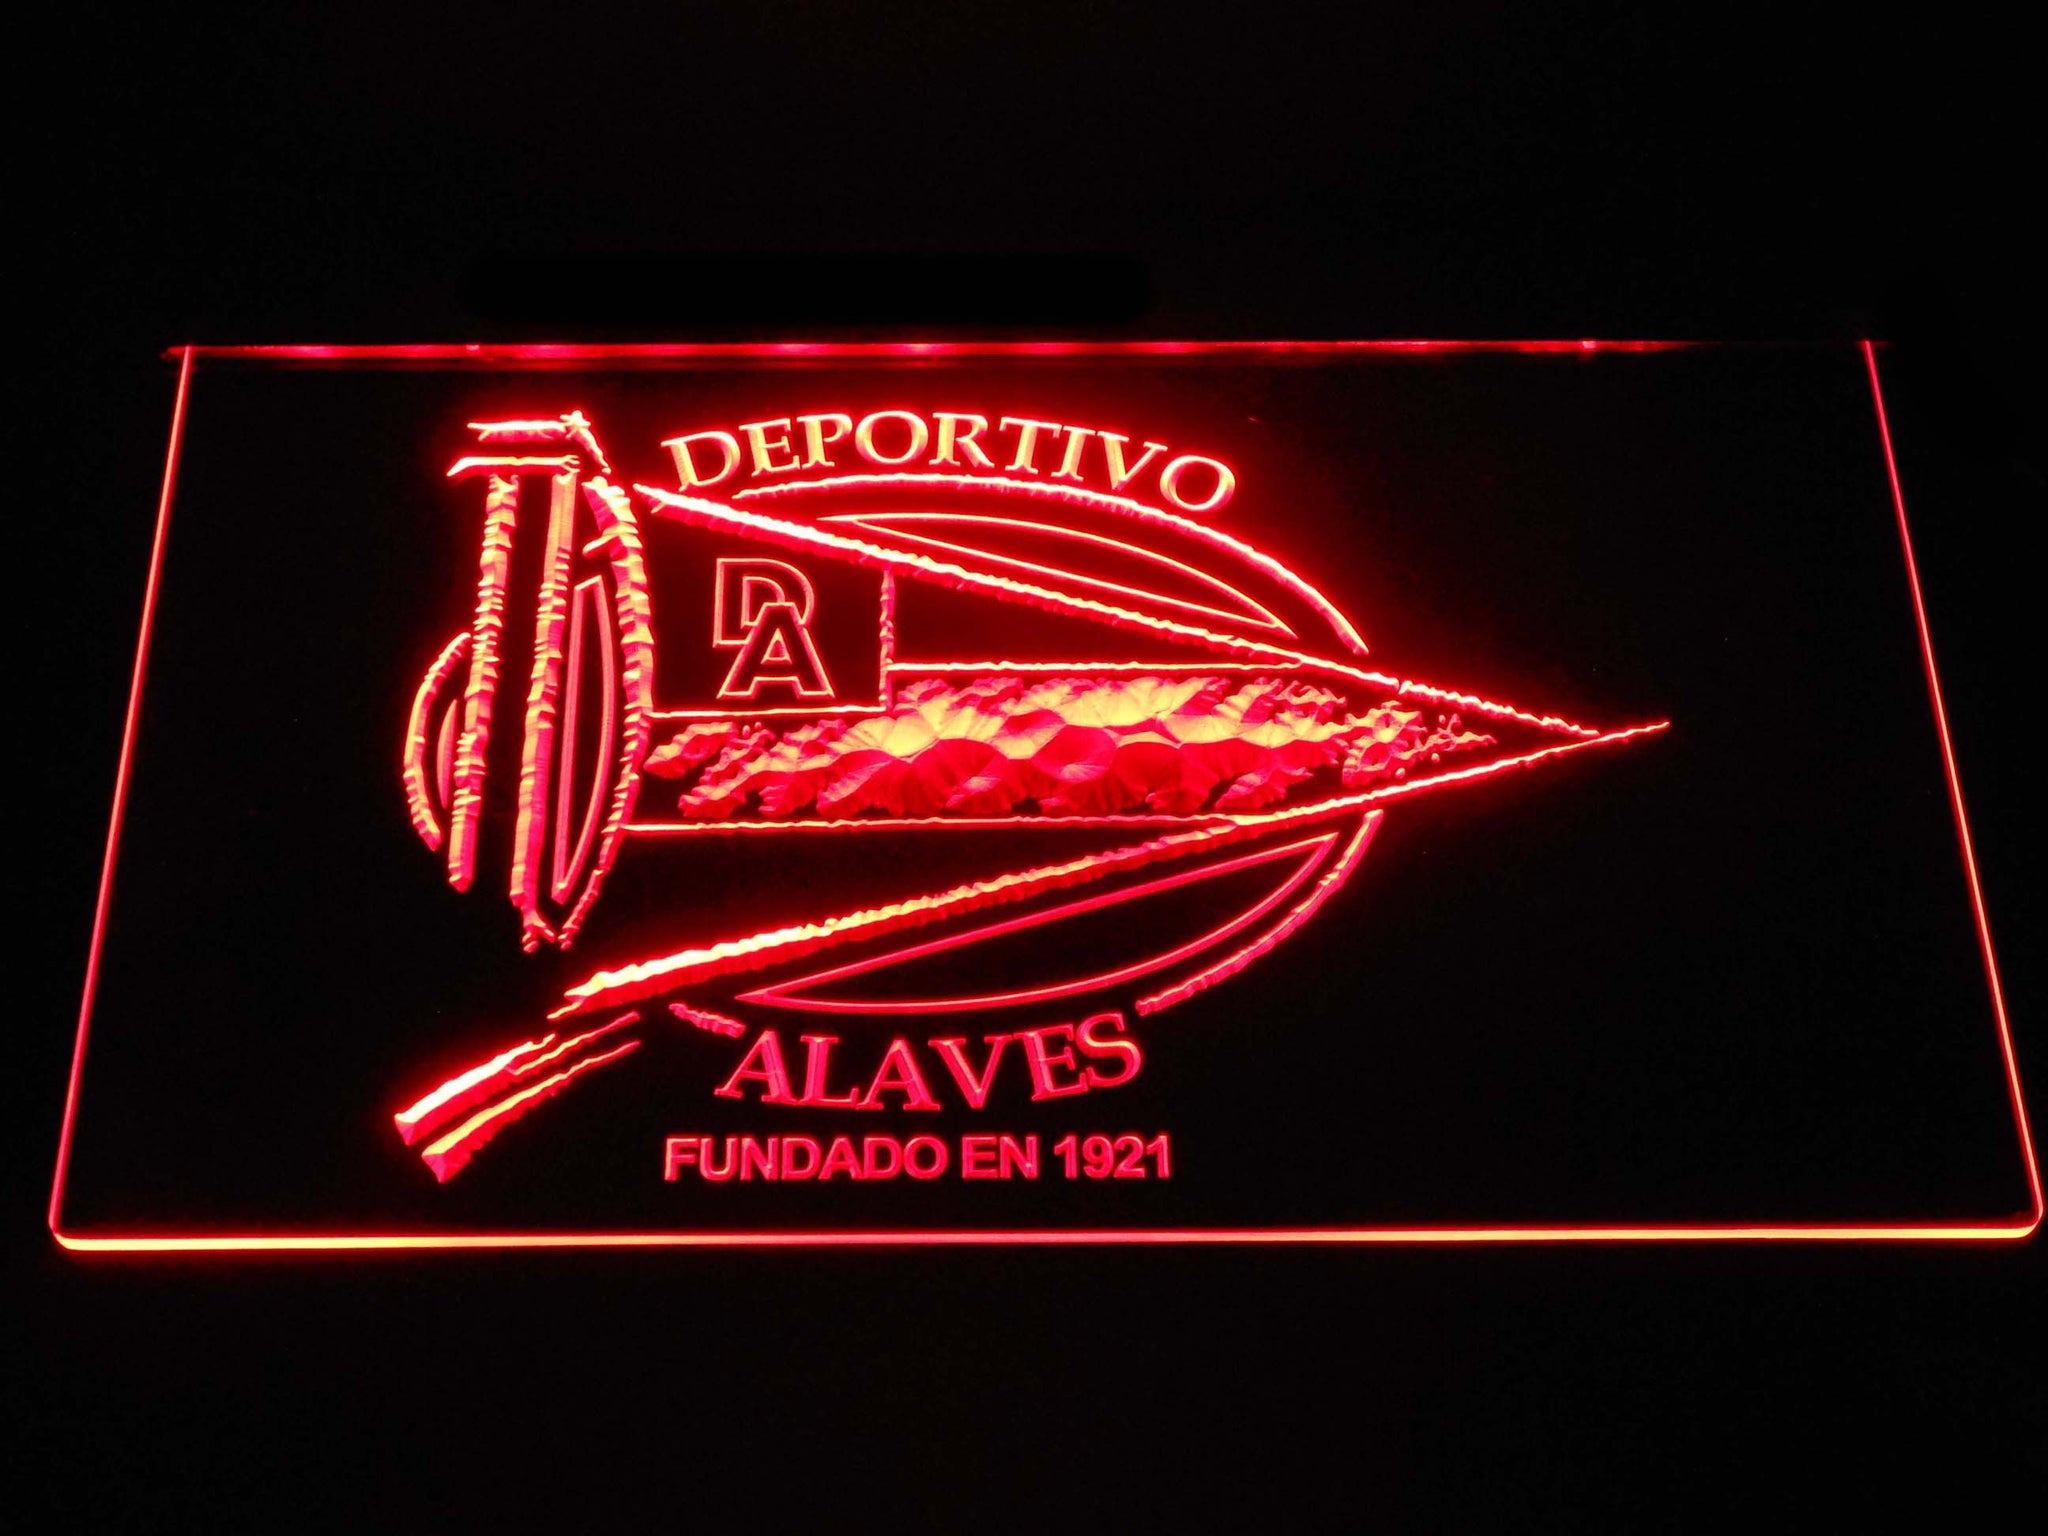 DEPORTIVO
DA
ALAVES
FUNDADO EN 1921